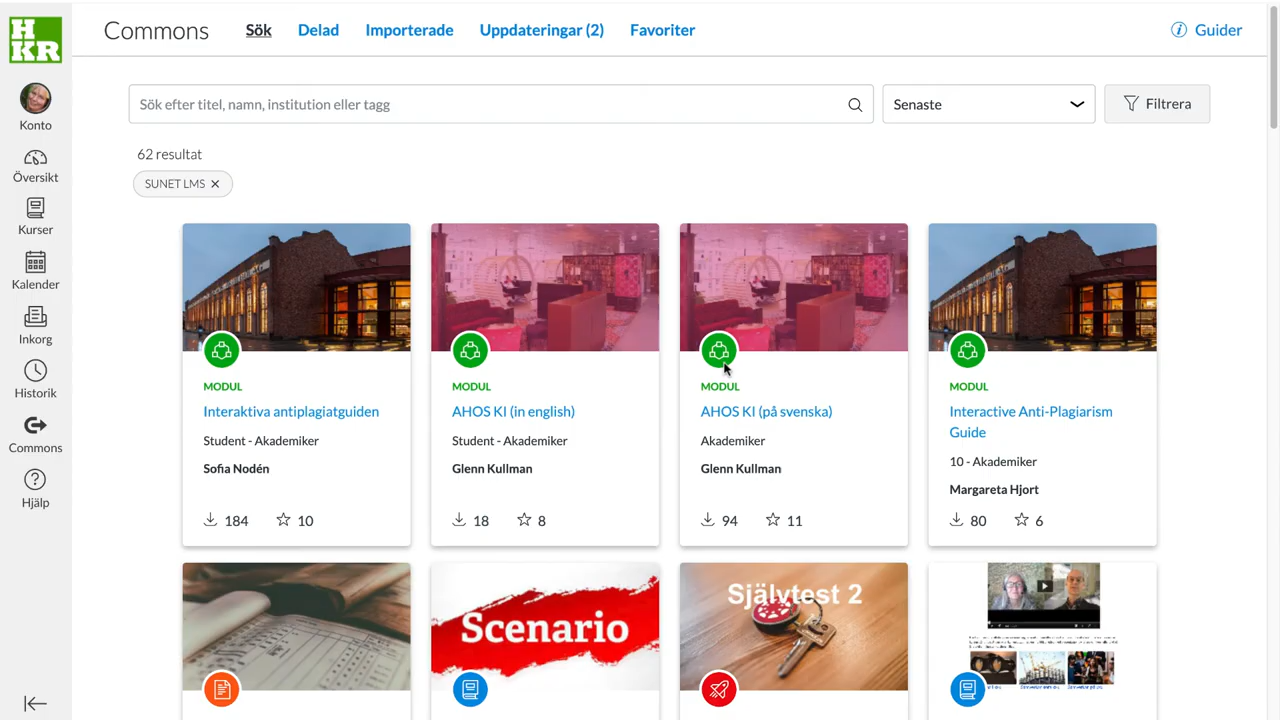 HKR
Commons Sök Delad Importerade Uppdateringar (2) Favoriter Guider
Konto
Översikt
Kurser
Kalender
Inkorg
Historik
Commons
Hjälp
Sök efter titel, namn, institution eller tagg
Senaste
Filtrera
62 resultat
SUNET LMS
MODUL
Interaktiva antiplagiatguiden
Student - Akademiker
Sofia Nodén
184 10
MODUL
AHOS KI (in english)
Student - Akademiker
Glenn Kullman
18 8
MODUL
AHOS KI (på svenska)
Akademiker
Glenn Kullman
94 11
MODUL
Interactive Anti-Plagiarism
Guide
10 - Akademiker
Margareta Hjort
80 6
Scenario
Självtest 2